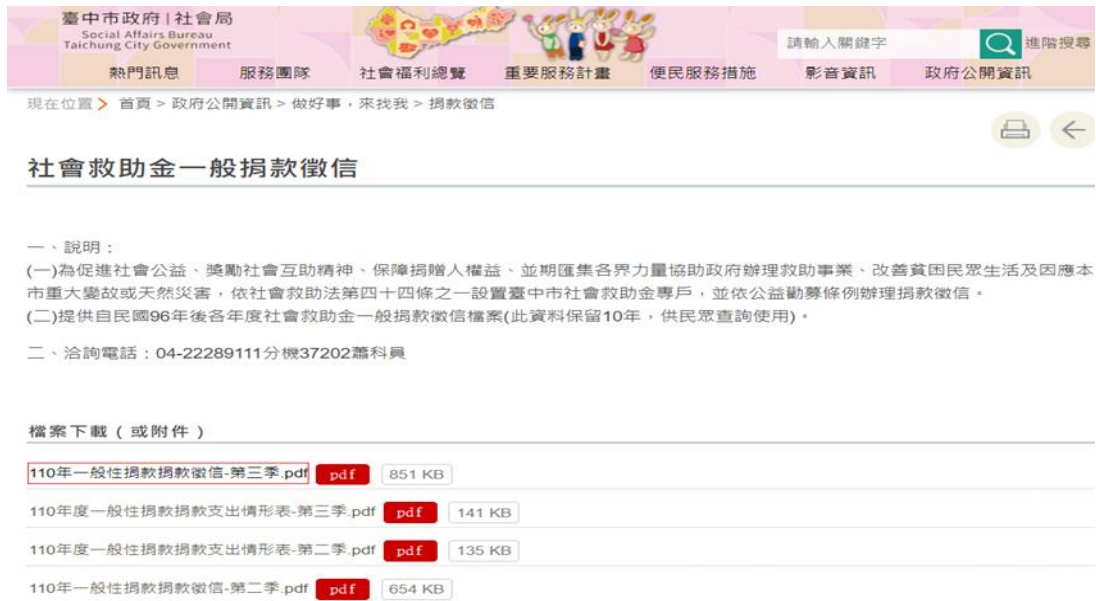 臺中市政府|社會局
Social Affairs Bureau
Taichung City Government
請輸入關鍵字
進階搜尋
熱門訊息 服務團隊 社會福利總覽 重要服務計畫 便民服務措施 影音資訊 政府公開資訊
現在位置 首頁 > 政府公開資訊 > 做好事,來找我 > 捐款徵信
社會救助金一般捐款徵信
一、說明:
(一)為促進社會公益、獎勵社會互助精神、保障捐贈人權益、並期匯集各界力量協助政府辦理救助事業、改善貧困民眾生活及因應本
市重大變故或天然災害,依社會救助法第四十四條之一設置臺中市社會救助金專戶,並依公益勸募條例辦理捐款徵信。
(二)提供自民國96年後各年度社會救助金一般捐款徵信檔案(此資料保留10年,供民眾查詢使用)。
二、洽詢電話:04-22289111分機37202蕭科員
檔案下載(或附件)
110年一般性捐款捐款徵信-第三季.pdf pdf 851 KB
110年度一般性捐款捐款支出情形表-第三季.pdf pdf 141 KB
110年度一般性捐款捐款支出情形表-第二季.pdf pdf 135 KB
110年一般性捐款捐款徵信-第二季.pdf pdf 654 KB